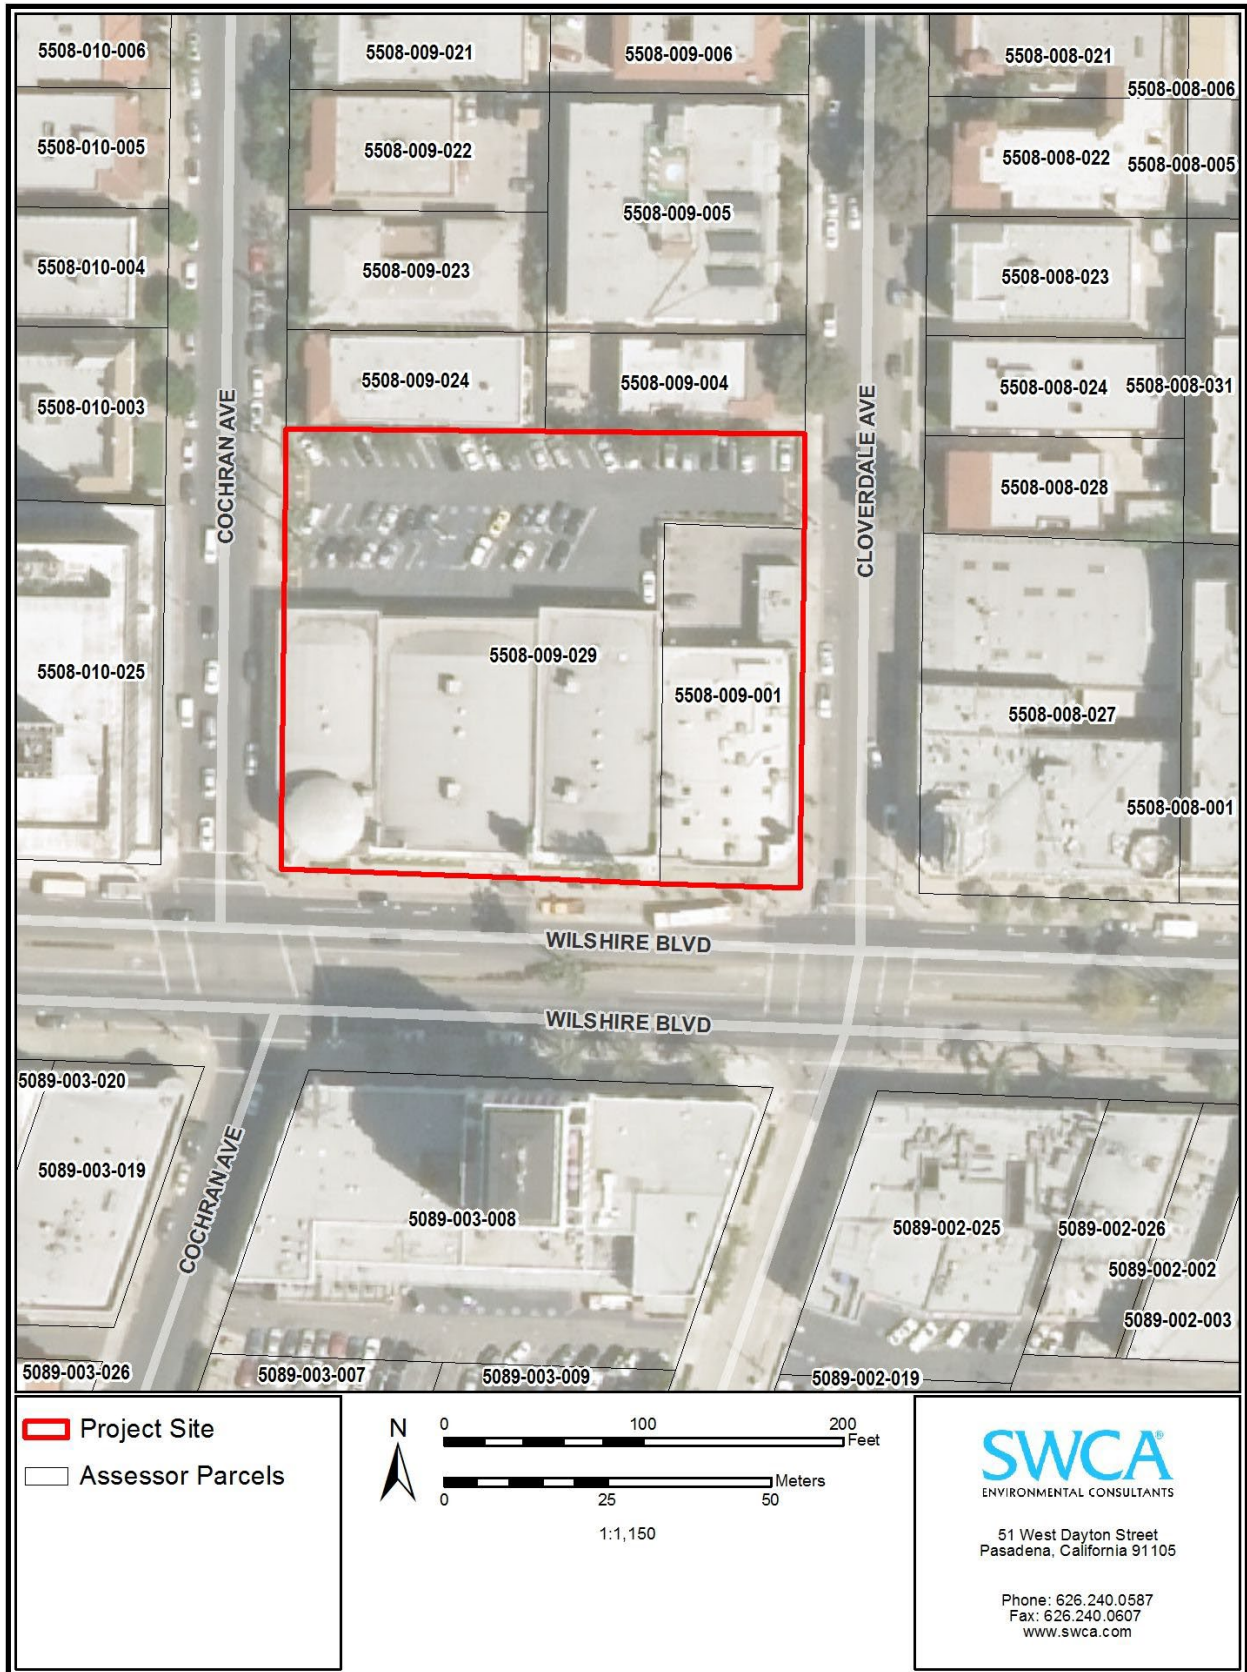 5508-010-006
5508-009-021
5508-009-006
5508-008-021
5508-008-006
5508-010-005
5508-009-022
5508-008-022
5508-008-005
5508-009-005
5508-010-004
5508-009-023
5508-008-023
5508-010-003
5508-009-024
5508-009-004
5508-008-024
5508-008-031
COCHRAN AVE
CLOVERDALE AVE
5508-008-028
5508-010-025
5508-009-029
5508-009-001
5508-008-027
5508-008-001
WILSHIRE BLVD
WILSHIRE BLVD
5089-003-020
5089-003-019
COCHRAN AVE
5089-003-008
5089-002-025
5089-002-026
5089-002-002
5089-002-003
5089-003-026
5089-003-007
5089-003-009
5089-002-019
Project Site
Assessor Parcels
N
0 100 200
Feet
Meters
0 25 50
1:1,150
SWCA®
ENVIRONMENTAL CONSULTANTS
51 West Dayton Street
Pasadena, California 91105
Phone: 626.240.0587
Fax: 626.240.0607
www.swca.com